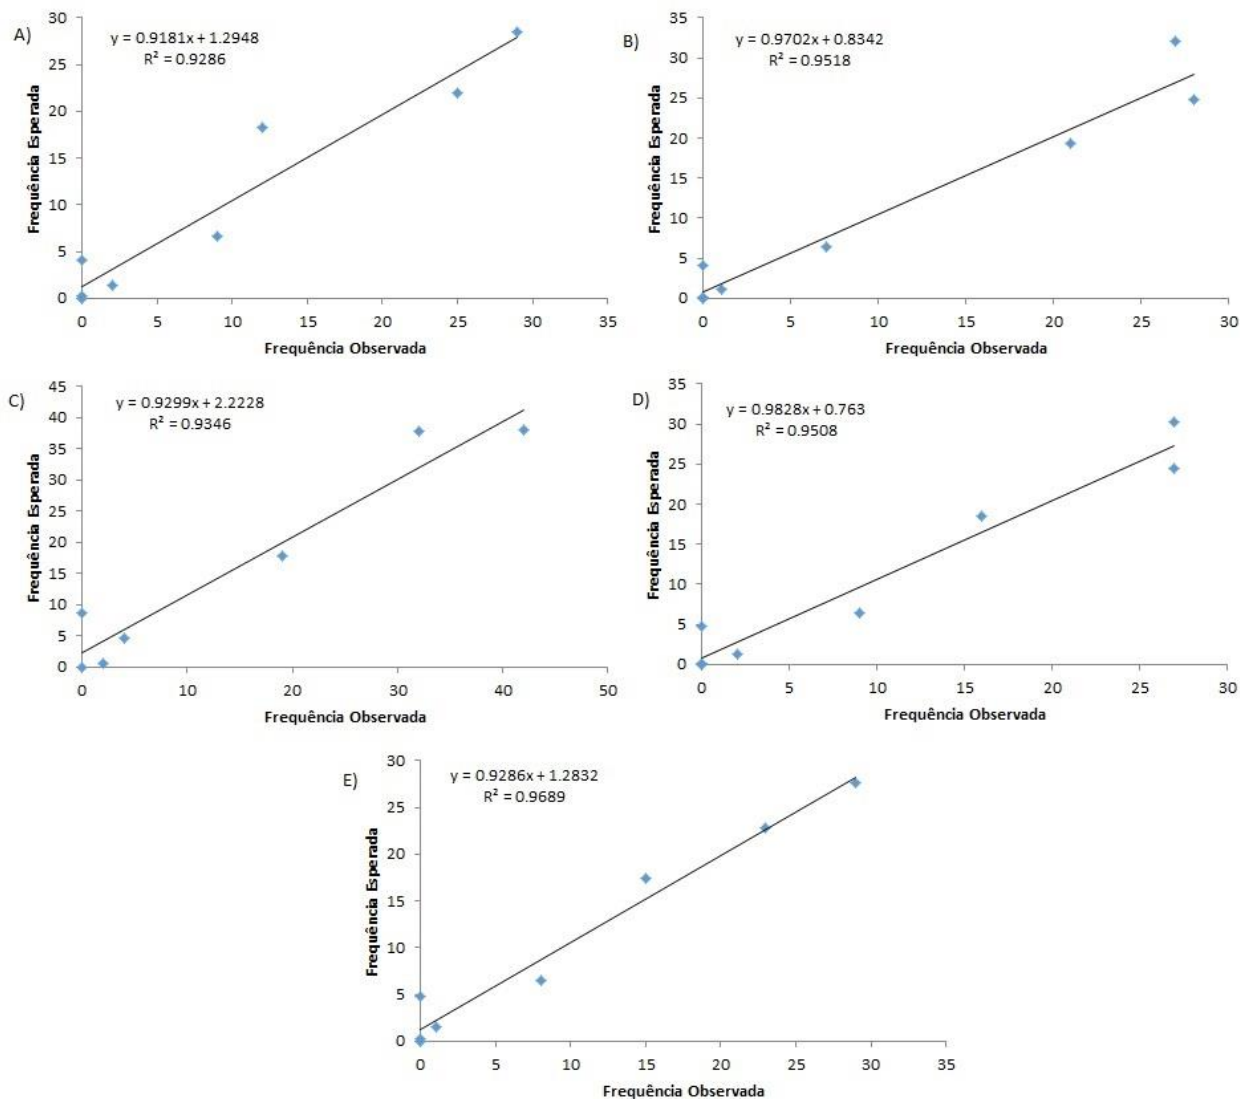 A)
y = 0.9181x + 1.2948
R² = 0.9286
30
25
20
15
10
5
0
Frequência Esperada
0 5 10 15 20 25 30 35
Frequência Observada
B)
y = 0.9702x + 0.8342
R² = 0.9518
35
30
25
20
15
10
5
0
Frequência Esperada
0 5 10 15 20 25 30
Frequência Observada
C)
y = 0.9299x + 2.2228
R² = 0.9346
45
40
35
30
25
20
15
10
5
0
Frequência Esperada
0 10 20 30 40 50
Frequência Observada
D)
y = 0.9828x + 0.763
R² = 0.9508
35
30
25
20
15
10
5
0
Frequência Esperada
0 5 10 15 20 25 30
Frequência Observada
E)
y = 0.9286x + 1.2832
R² = 0.9689
30
25
20
15
10
5
0
Frequência Esperada
0 5 10 15 20 25 30 35
Frequência Observada